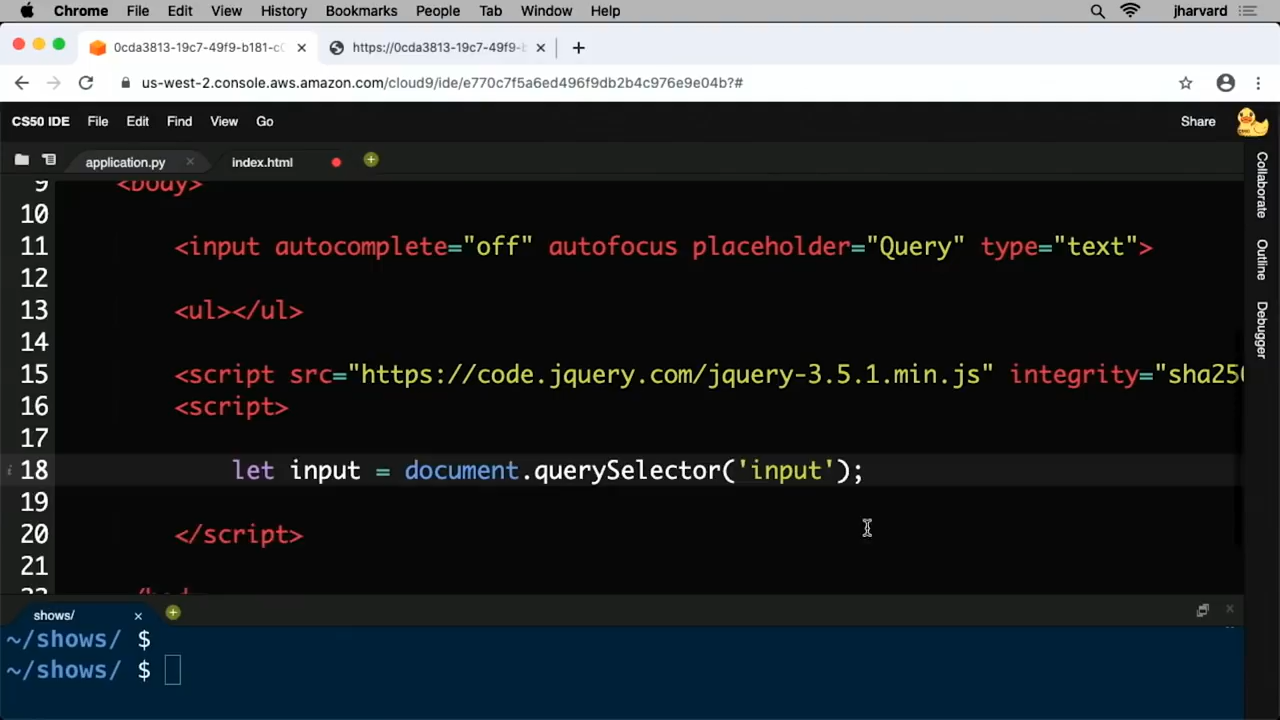 Chrome File Edit View History Bookmarks People Tab Window Help jharvard
0cda3813-19c7-49f9-b181-c0 https://0cda3813-19c7-49f9-b
us-west-2.console.aws.amazon.com/cloud9/ide/e770c7f5a6ed496f9db2b4c976e9e04b?#
CS50 IDE File Edit Find View Go Share
application.py index.html
9 <body>
10
11 <input autocomplete="off" autofocus placeholder="Query" type="text">
12
13 <ul></ul>
14
15 <script src="https://code.jquery.com/jquery-3.5.1.min.js" integrity="sha256
16 <script>
17
18 let input = document.querySelector('input');
19
20 </script>
21
shows/
~/shows/ $
~/shows/ $
Collaborate
Outline
Debugger